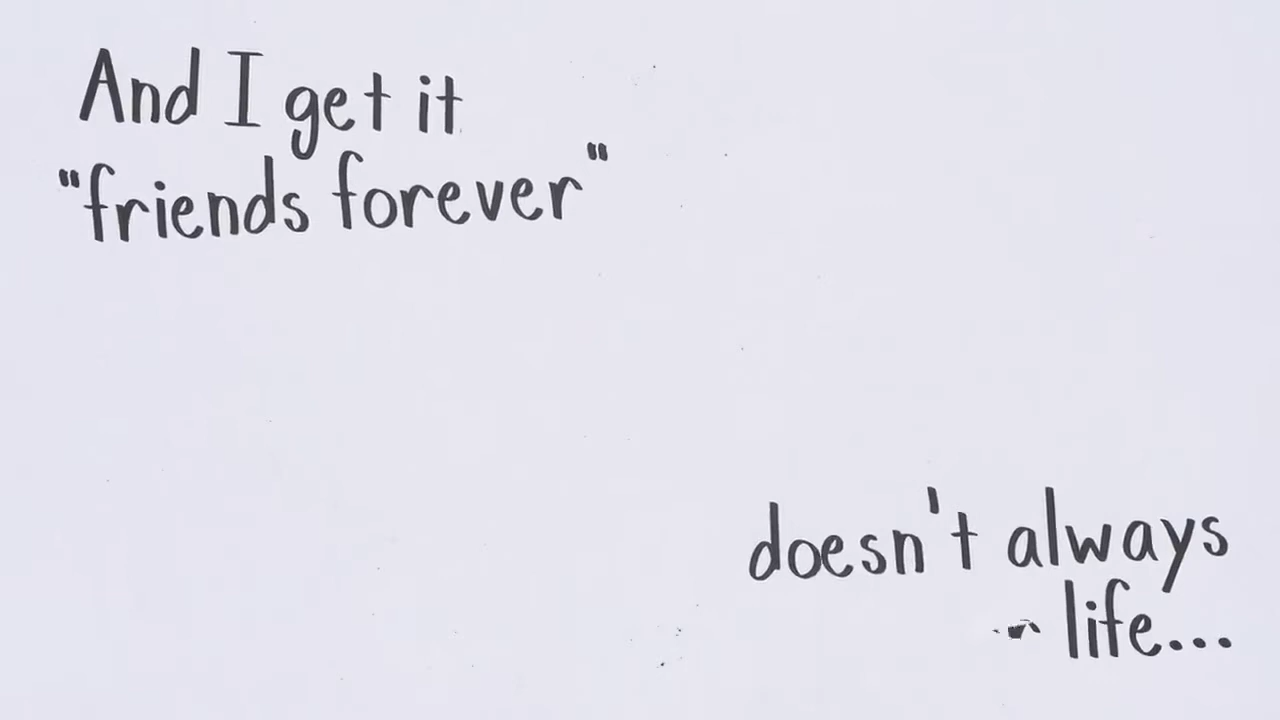 And I get it
"friends forever"
doesn't always
life...